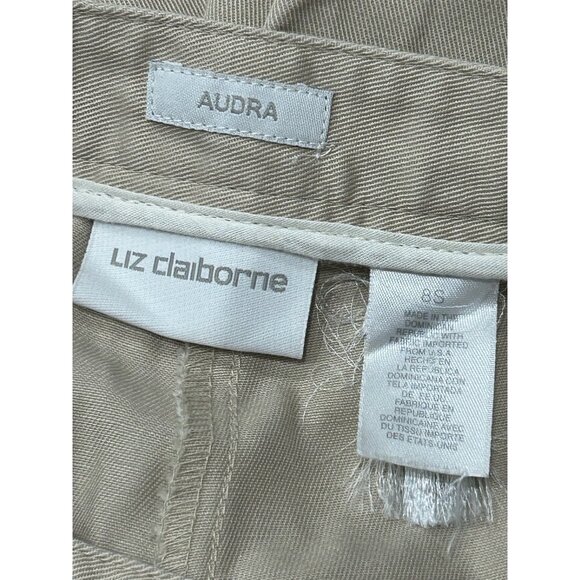 AUDRA
LIZ claiborne
8S
MADE IN THE
DOMINICAN
REPUBLIC WITH
FABRIC IMPORTED
FROM U.S.A.
HECHO EN
LA REPUBLICA
DOMINICANA CON
TELA IMPORTADA
DE EE UU
FABRIQUE EN
REPUBLIQUE
DOMINICAINE AVEC
DU TISSU IMPORTE
DES ETATS-UNIS